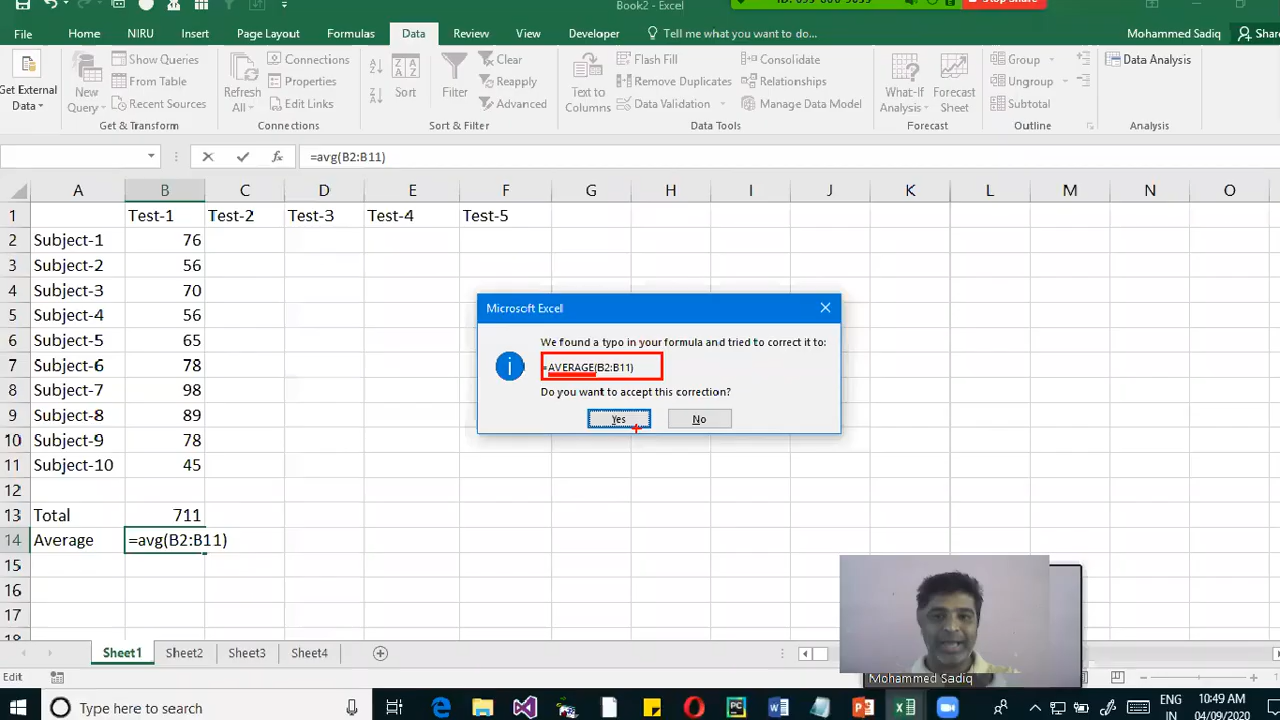 Book2 - Excel
Stop Share
File Home NIRU Insert Page Layout Formulas Data Review View Developer Tell me what you want to do... Mohammed Sadiq
Get External
Data
New
Query
Show Queries
From Table
Recent Sources
Get & Transform
Refresh
All
Connections
Properties
Edit Links
Connections
Sort
Filter
Clear
Reapply
Advanced
Sort & Filter
Text to
Columns
Flash Fill
Remove Duplicates
Data Validation
Consolidate
Relationships
Manage Data Model
Data Tools
What-If
Analysis
Forecast
Sheet
Forecast
Group
Ungroup
Subtotal
Outline
Data Analysis
Analysis
fx =avg(B2:B11)
A B C D E F G H I J K L M N O
1 Test-1 Test-2 Test-3 Test-4 Test-5
2 Subject-1 76
3 Subject-2 56
4 Subject-3 70
5 Subject-4 56
6 Subject-5 65
7 Subject-6 78
8 Subject-7 98
9 Subject-8 89
10 Subject-9 78
11 Subject-10 45
12
13 Total 711
14 Average =avg(B2:B11)
15
16
17
Microsoft Excel
We found a typo in your formula and tried to correct it to:
=AVERAGE(B2:B11)
Do you want to accept this correction?
Yes No
Mohammed Sadiq
Sheet1 Sheet2 Sheet3 Sheet4
Edit
Type here to search
ENG
IN
10:49 AM
04/09/2020